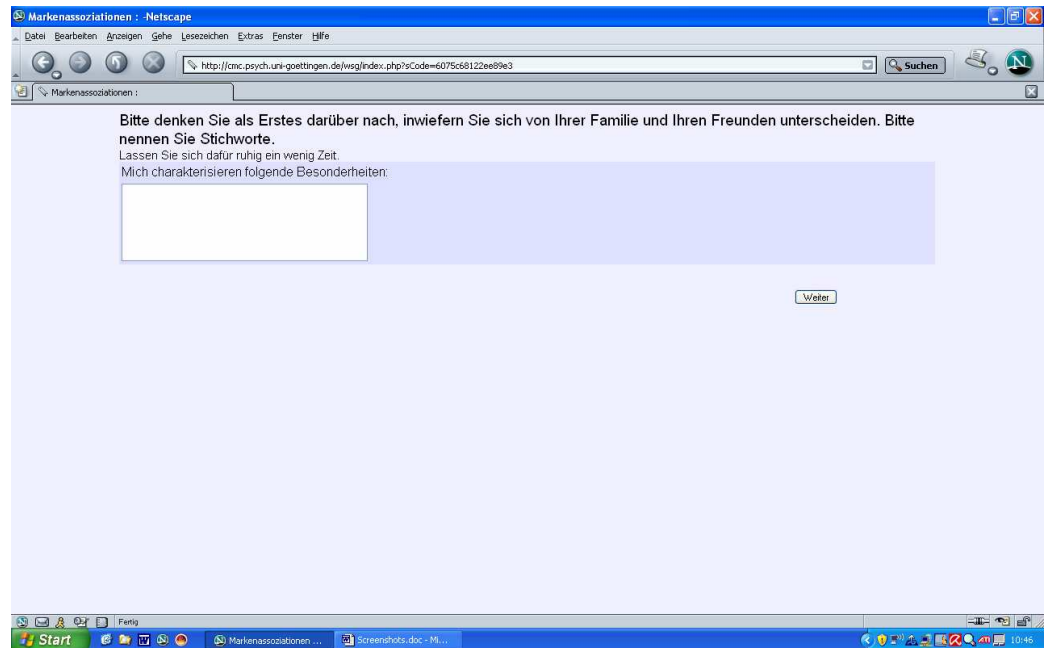 Markenassoziationen : -Netscape
Datei Bearbeiten Anzeigen Gehe Lesezeichen Extras Fenster Hilfe
http://cmc.psych.uni-goettingen.de/wsg/index.php?sCode=6075c68122ee89e3
Suchen
N
Markenassoziationen :
Bitte denken Sie als Erstes darüber nach, inwiefern Sie sich von Ihrer Familie und Ihren Freunden unterscheiden. Bitte
nennen Sie Stichworte.
Lassen Sie sich dafür ruhig ein wenig Zeit.
Mich charakterisieren folgende Besonderheiten:
Weiter
Fertig
Start
Markenassoziationen ...
Screenshots.doc - Mi...
10:46